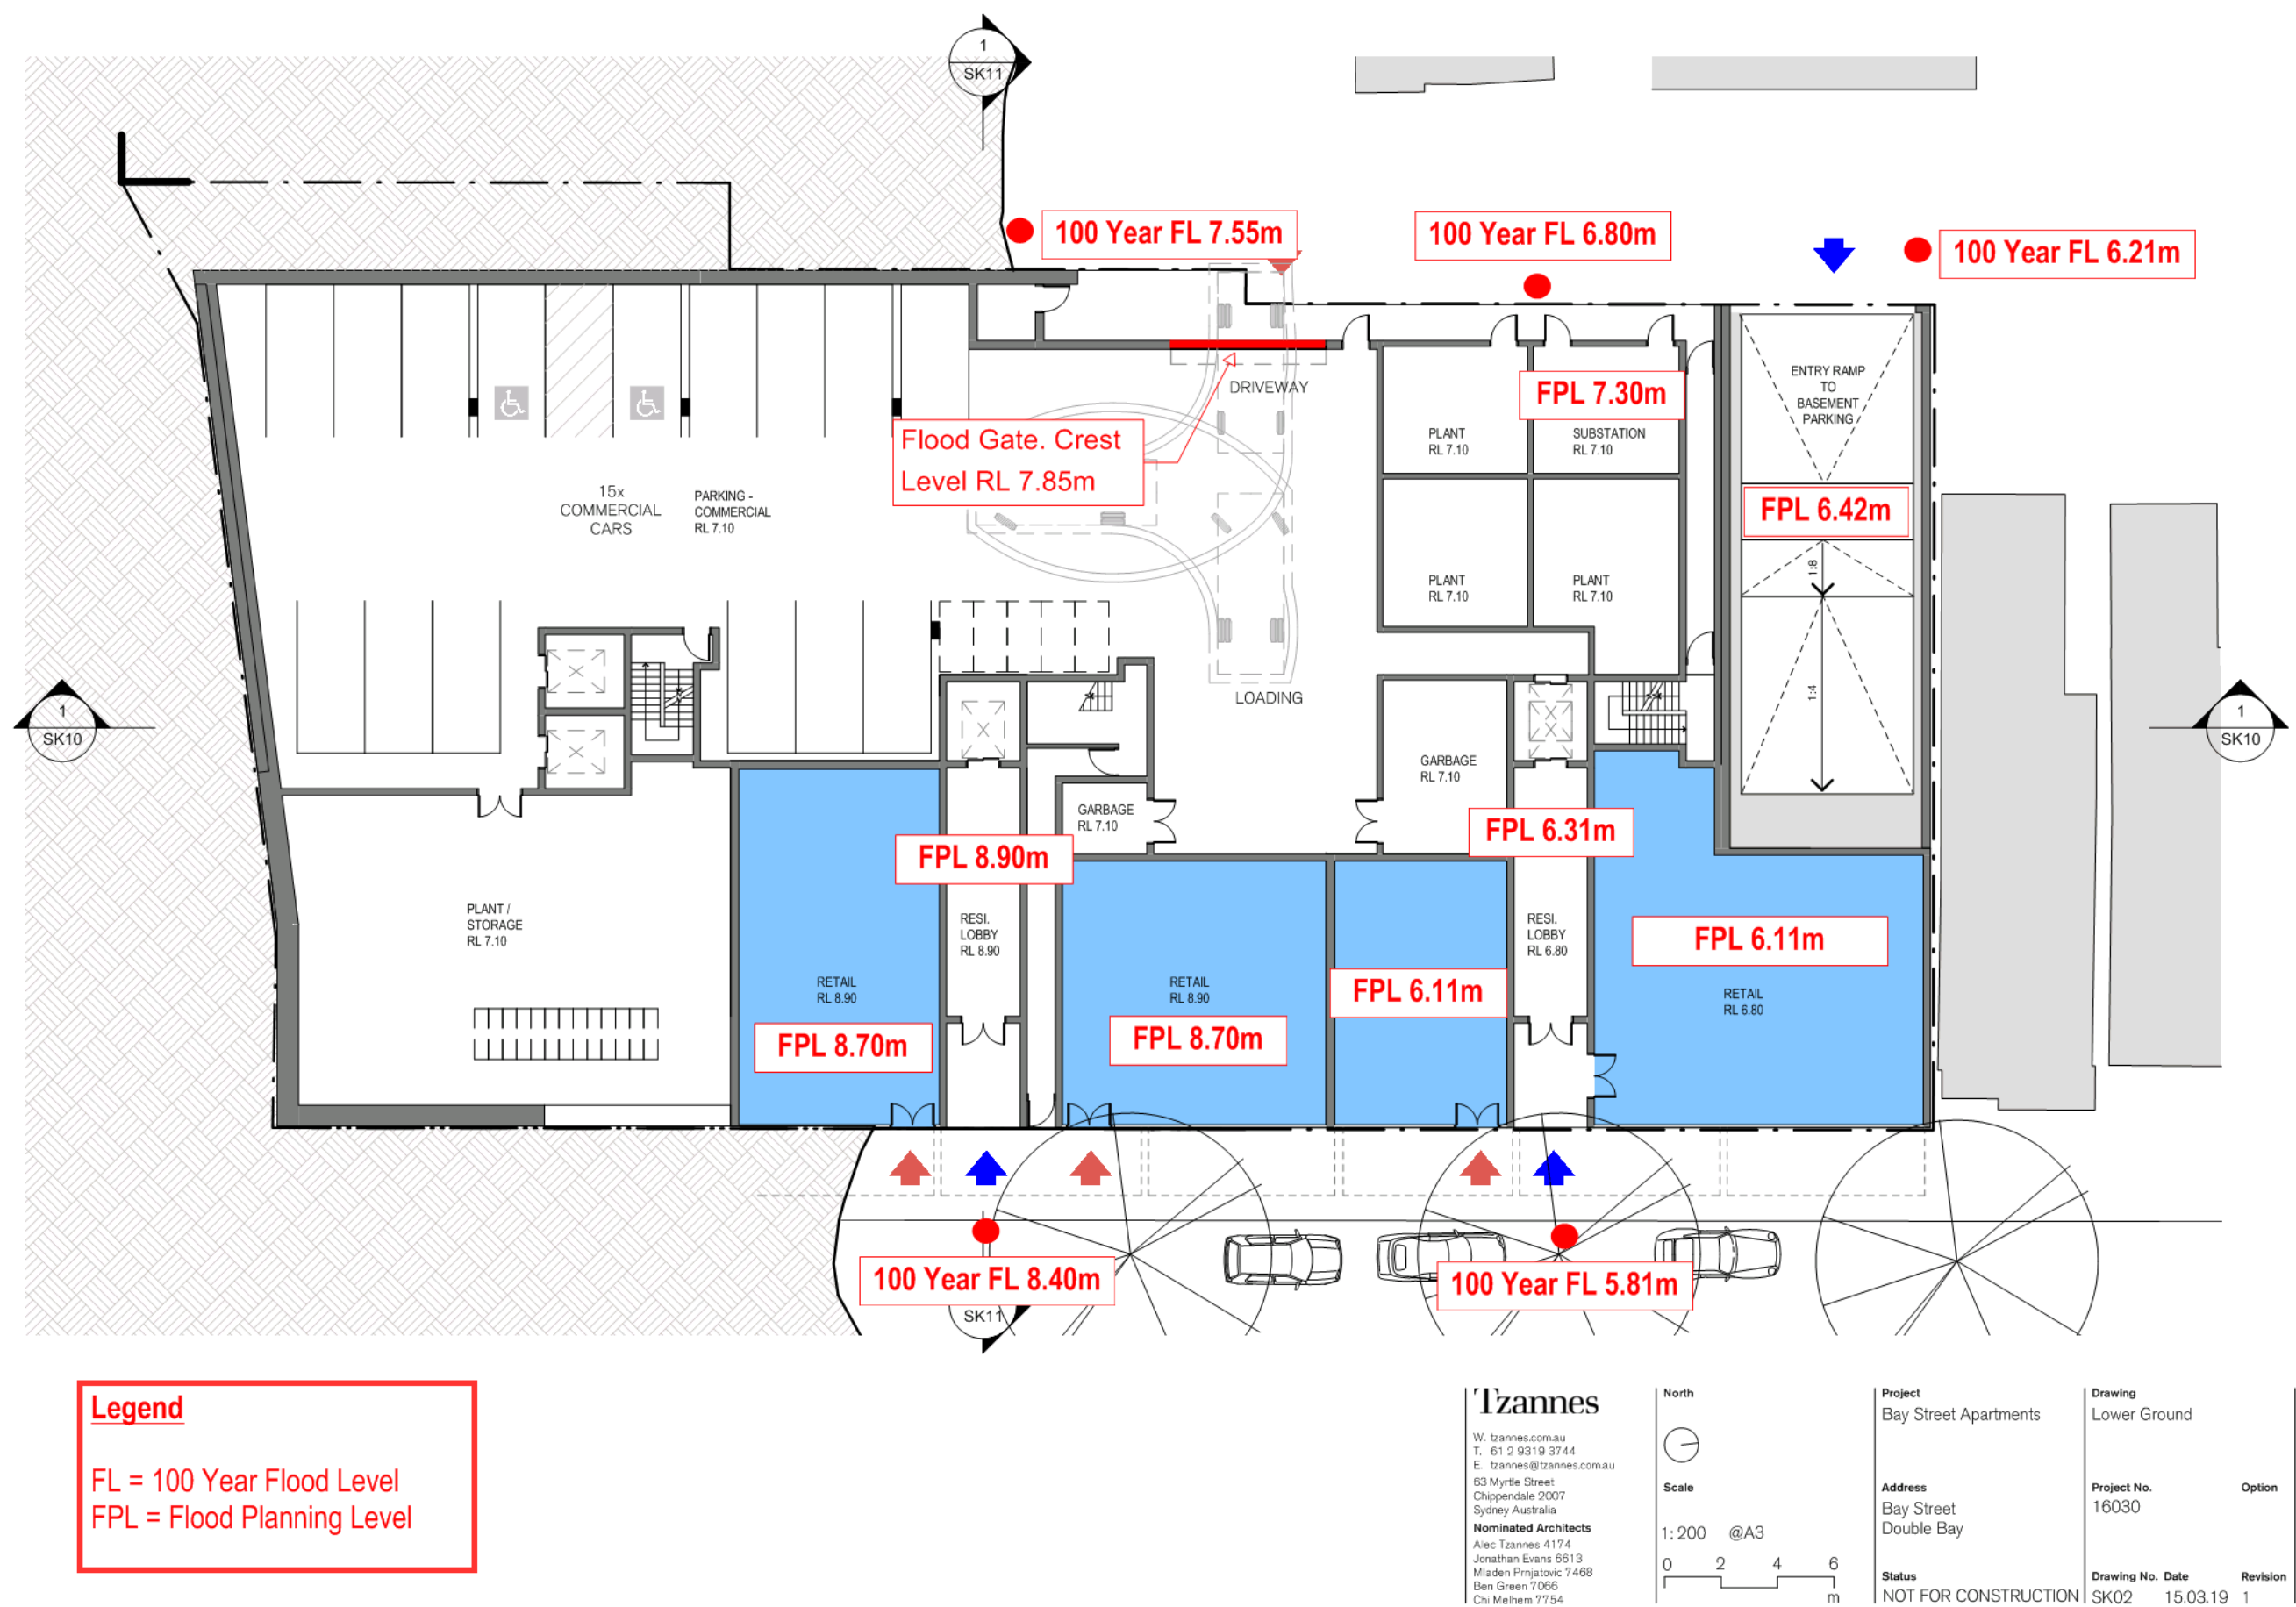 1
SK11
100 Year FL 7.55m
100 Year FL 6.80m
100 Year FL 6.21m
DRIVEWAY
ENTRY RAMP
TO
BASEMENT
PARKING
FPL 7.30m
Flood Gate. Crest
Level RL 7.85m
PLANT
RL 7.10
SUBSTATION
RL 7.10
15x
COMMERCIAL
CARS
PARKING -
COMMERCIAL
RL 7.10
FPL 6.42m
1:8
PLANT
RL 7.10
PLANT
RL 7.10
1:4
LOADING
1
SK10
1
SK10
GARBAGE
RL 7.10
GARBAGE
RL 7.10
FPL 8.90m
FPL 6.31m
PLANT /
STORAGE
RL 7.10
RESI.
LOBBY
RL 8.90
RESI.
LOBBY
RL 6.80
FPL 6.11m
RETAIL
RL 8.90
RETAIL
RL 8.90
FPL 6.11m
RETAIL
RL 6.80
FPL 8.70m
FPL 8.70m
100 Year FL 8.40m
100 Year FL 5.81m
SK11
Legend
FL = 100 Year Flood Level
FPL = Flood Planning Level
Tzannes
W. tzannes.com.au
T. 61 2 9319 3744
E. tzannes@tzannes.com.au
63 Myrtle Street
Chippendale 2007
Sydney Australia
Nominated Architects
Alec Tzannes 4174
Jonathan Evans 6613
Mladen Prnjatovic 7468
Ben Green 7066
Chi Melhem 7754
North
Scale
1:200 @A3
0 2 4 6
m
Project
Bay Street Apartments
Address
Bay Street
Double Bay
Status
NOT FOR CONSTRUCTION
Drawing
Lower Ground
Project No. Option
16030
Drawing No. Date Revision
SK02 15.03.19 1